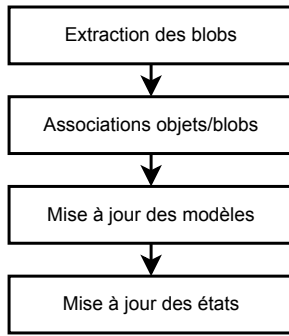 Extraction des blobs
Associations objets/blobs
Mise à jour des modèles
Mise à jour des états